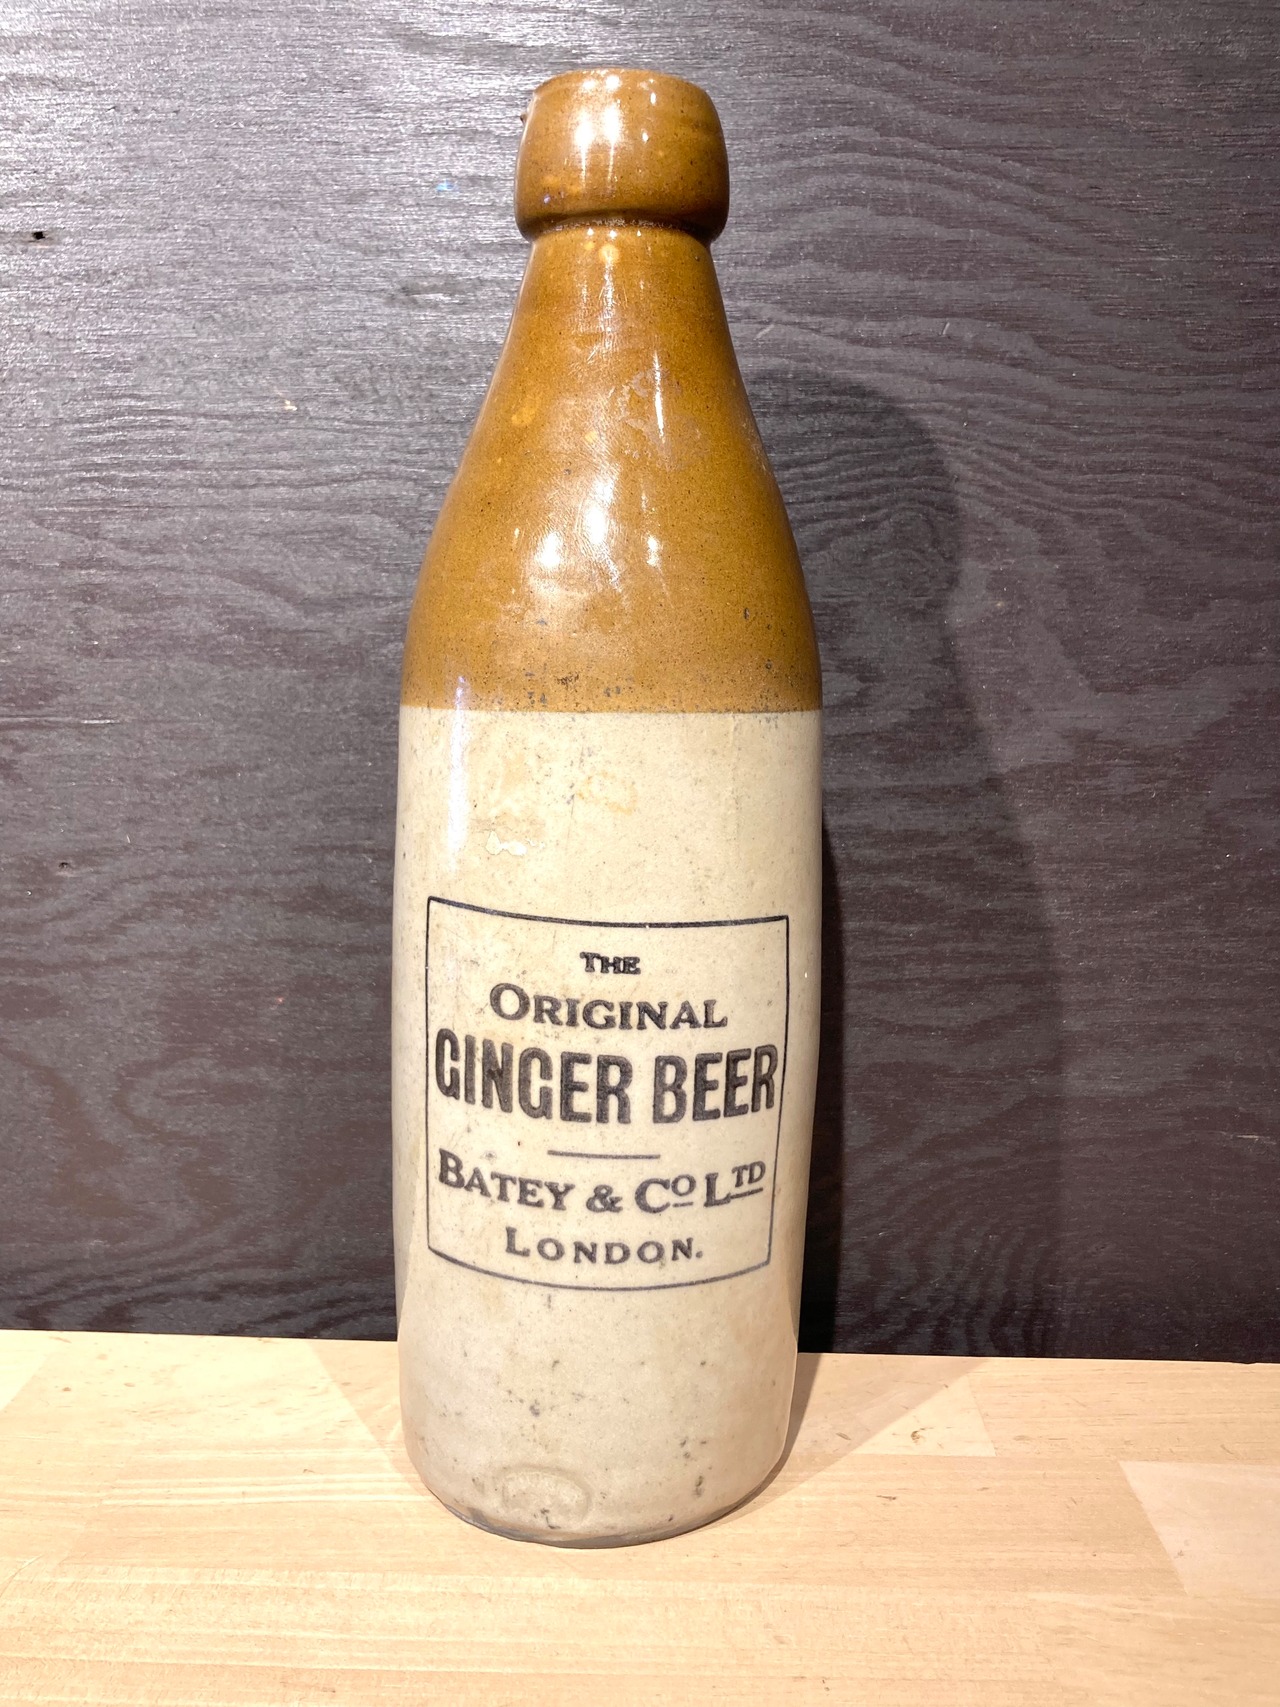 THE
ORIGINAL
GINGER BEER
BATEY & Co LTD
LONDON.